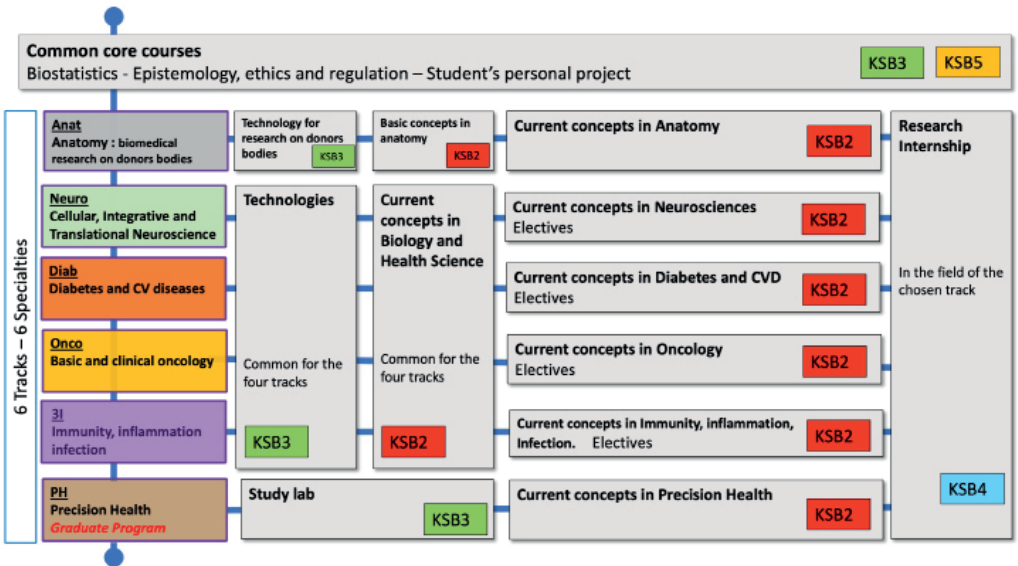 Common core courses
Biostatistics - Epistemology, ethics and regulation – Student's personal project
KSB3
KSB5
6 Tracks – 6 Specialties
Anat
Anatomy : biomedical
research on donors bodies
Technology for
research on donors
bodies
KSB3
Basic concepts in
anatomy
KSB2
Current concepts in Anatomy
KSB2
Research
Internship
Neuro
Cellular, Integrative and
Translational Neuroscience
Technologies
Current
concepts in
Biology and
Health Science
Current concepts in Neurosciences
Electives
KSB2
Diab
Diabetes and CV diseases
Current concepts in Diabetes and CVD
Electives
KSB2
In the field of the
chosen track
Onco
Basic and clinical oncology
Common for the
four tracks
Common for the
four tracks
Current concepts in Oncology
Electives
KSB2
3I
Immunity, inflammation
infection
KSB3
KSB2
Current concepts in Immunity, inflammation,
Infection. Electives
KSB2
PH
Precision Health
Graduate Program
Study lab
KSB3
Current concepts in Precision Health
KSB2
KSB4